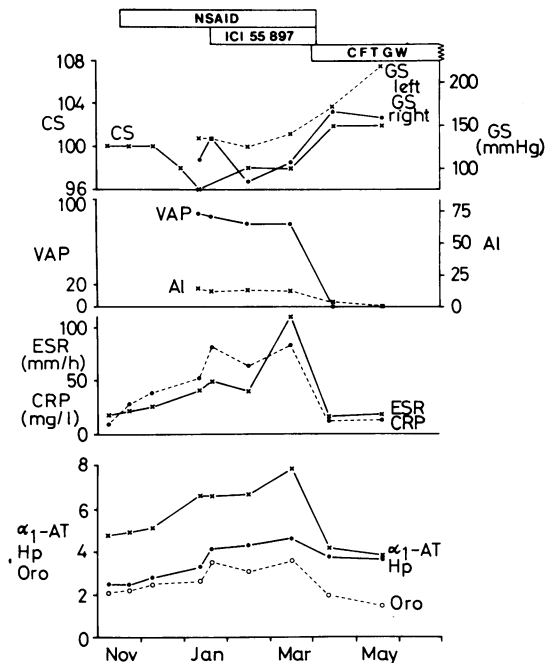 NSAID
ICI 55 897
CFTGW
108
104
100
96
CS
CS
GS
left
GS
right
200
150
100
GS
(mmHg)
100
VAP
20
0
VAP
AI
75
50
25
0
AI
100
ESR
(mm/h)
50
CRP
(mg/l)
0
ESR
CRP
8
6
4
2
0
α1-AT
Hp
Oro
α1-AT
Hp
Oro
Nov
Jan
Mar
May